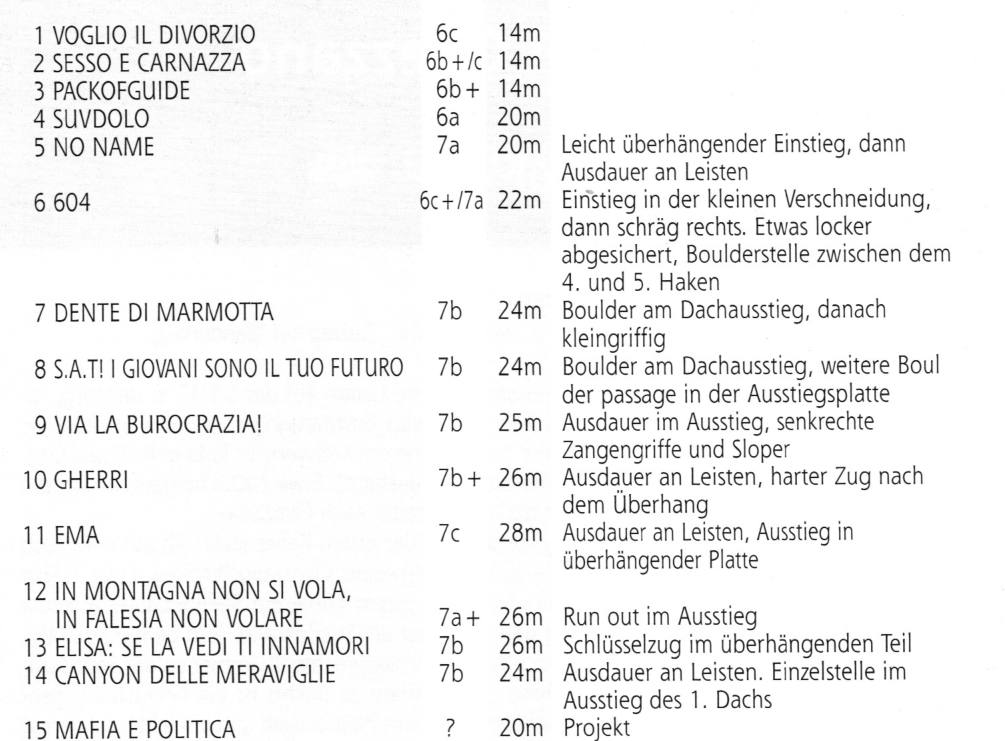 1 VOGLIO IL DIVORZIO 6c 14m
2 SESSO E CARNAZZA 6b+/c 14m
3 PACKOFGUIDE 6b+ 14m
4 SUVDOLO 6a 20m
5 NO NAME 7a 20m Leicht überhängender Einstieg, dann
Ausdauer an Leisten
6 604 6c+/7a 22m Einstieg in der kleinen Verschneidung,
dann schräg rechts. Etwas locker
abgesichert, Boulderstelle zwischen dem
4. und 5. Haken
7 DENTE DI MARMOTTA 7b 24m Boulder am Dachausstieg, danach
kleingriffig
8 S.A.T! I GIOVANI SONO IL TUO FUTURO 7b 24m Boulder am Dachausstieg, weitere Boul
der passage in der Ausstiegsplatte
9 VIA LA BUROCRAZIA! 7b 25m Ausdauer im Ausstieg, senkrechte
Zangengriffe und Sloper
10 GHERRI 7b+ 26m Ausdauer an Leisten, harter Zug nach
dem Überhang
11 EMA 7c 28m Ausdauer an Leisten, Ausstieg in
überhängender Platte
12 IN MONTAGNA NON SI VOLA,
IN FALESIA NON VOLARE 7a+ 26m Run out im Ausstieg
13 ELISA: SE LA VEDI TI INNAMORI 7b 26m Schlüsselzug im überhängenden Teil
14 CANYON DELLE MERAVIGLIE 7b 24m Ausdauer an Leisten. Einzelstelle im
Ausstieg des 1. Dachs
15 MAFIA E POLITICA ? 20m Projekt